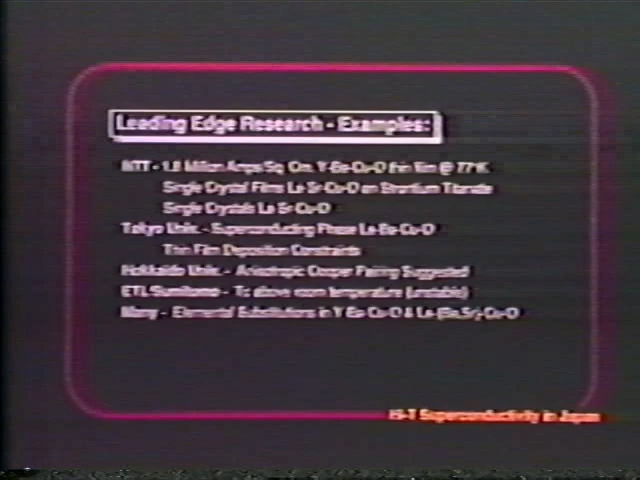 Leading Edge Research - Examples:
NTT - 1.8 Million Amps/Sq. Cm. Y-Ba-Cu-O thin film @ 77°K
Single Crystal Films La-Sr-Cu-O on Strontium Titanate
Single Crystals La-Sr-Cu-O
Tokyo Univ. - Superconducting Phase La-Ba-Cu-O
Thin Film Deposition Constraints
Hokkaido Univ. - Anisotropic Cooper Pairing Suggested
ETL Sumitomo - Tc above room temperature (unstable)
Many - Elemental Substitutions in Y-Ba-Cu-O & La-(Ba,Sr)-Cu-O
Hi-T Superconductivity in Japan